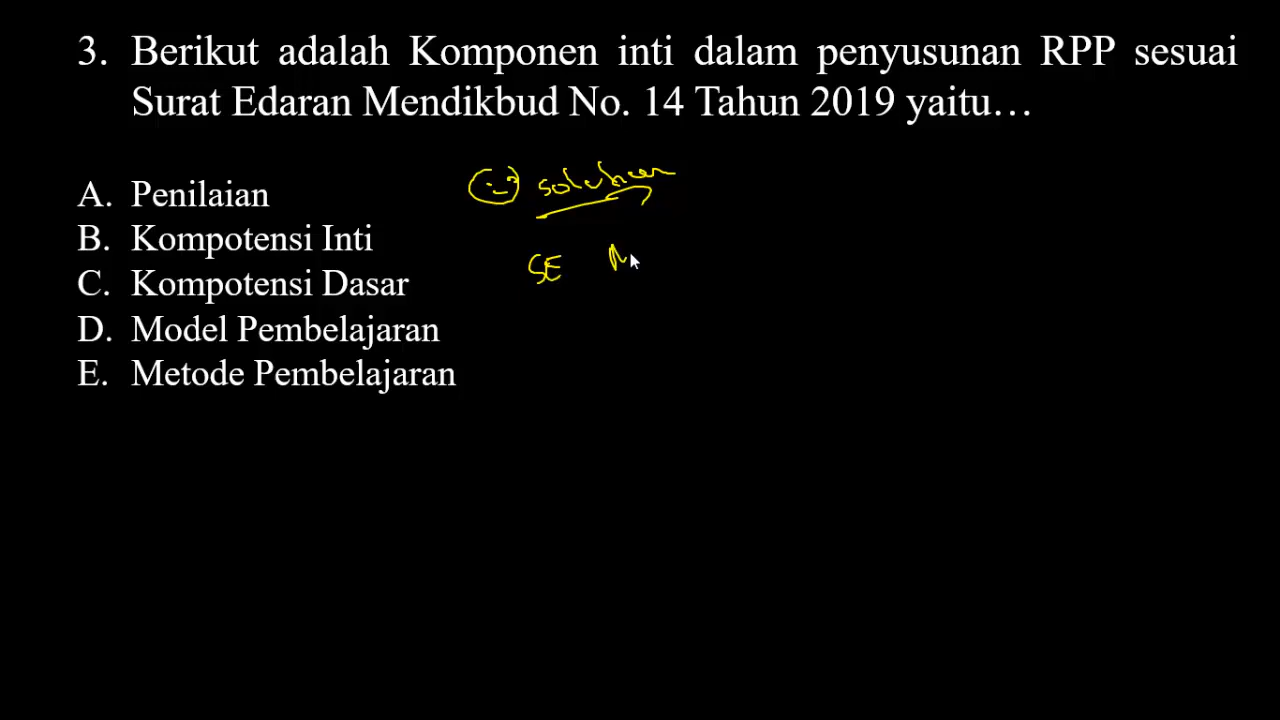 3. Berikut adalah Komponen inti dalam penyusunan RPP sesuai
Surat Edaran Mendikbud No. 14 Tahun 2019 yaitu…
A. Penilaian
B. Kompotensi Inti
C. Kompotensi Dasar
D. Model Pembelajaran
E. Metode Pembelajaran
SE